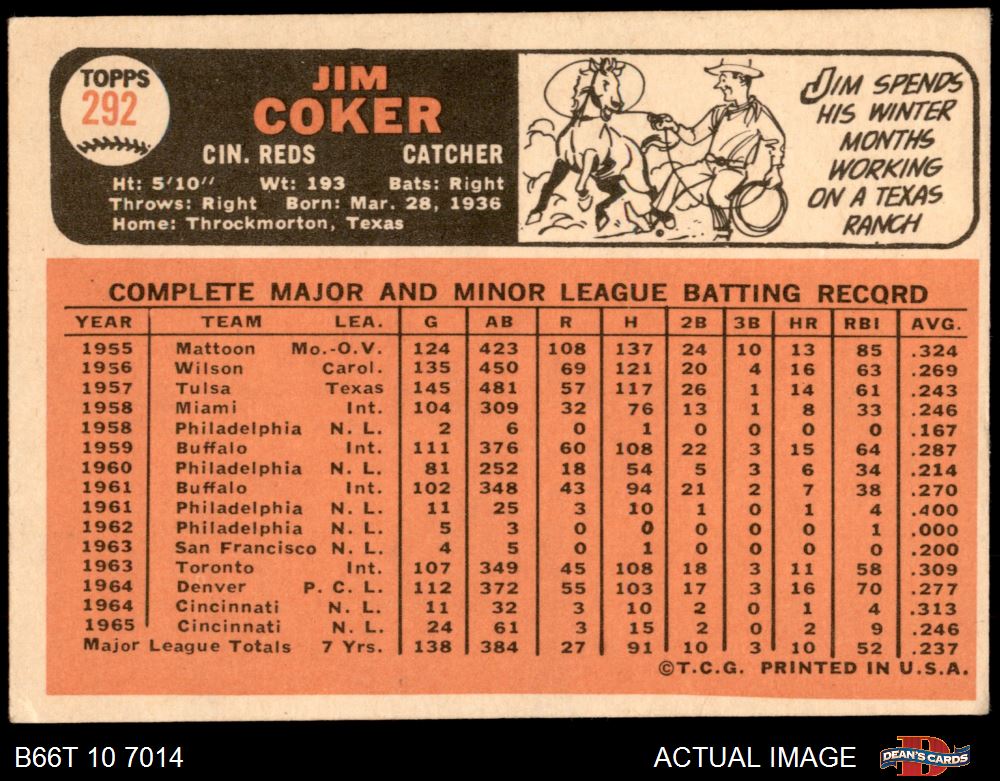 TOPPS
292
JIM
COKER
CIN. REDS CATCHER
Ht: 5'10" Wt: 193 Bats: Right
Throws: Right Born: Mar. 28, 1936
Home: Throckmorton, Texas
JIM SPENDS
HIS WINTER
MONTHS
WORKING
ON A TEXAS
RANCH
COMPLETE MAJOR AND MINOR LEAGUE BATTING RECORD
YEAR TEAM LEA. G AB R H 2B 3B HR RBI AVG.
1955 Mattoon Mo.-O.V. 124 423 108 137 24 10 13 85 .324
1956 Wilson Carol. 135 450 69 121 20 4 16 63 .269
1957 Tulsa Texas 145 481 57 117 26 1 14 61 .243
1958 Miami Int. 104 309 32 76 13 1 8 33 .246
1958 Philadelphia N. L. 2 6 0 1 0 0 0 0 .167
1959 Buffalo Int. 111 376 60 108 22 3 15 64 .287
1960 Philadelphia N. L. 81 252 18 54 5 3 6 34 .214
1961 Buffalo Int. 102 348 43 94 21 2 7 38 .270
1961 Philadelphia N. L. 11 25 3 10 1 0 1 4 .400
1962 Philadelphia N. L. 5 3 0 0 0 0 0 1 .000
1963 San Francisco N. L. 4 5 0 1 0 0 0 0 .200
1963 Toronto Int. 107 349 45 108 18 3 11 58 .309
1964 Denver P. C. L. 112 372 55 103 17 3 16 70 .277
1964 Cincinnati N. L. 11 32 3 10 2 0 1 4 .313
1965 Cincinnati N. L. 24 61 3 15 2 0 2 9 .246
Major League Totals 7 Yrs. 138 384 27 91 10 3 10 52 .237
©T.C.G. PRINTED IN U.S.A.
B66T 10 7014 ACTUAL IMAGE DEAN'S CARDS